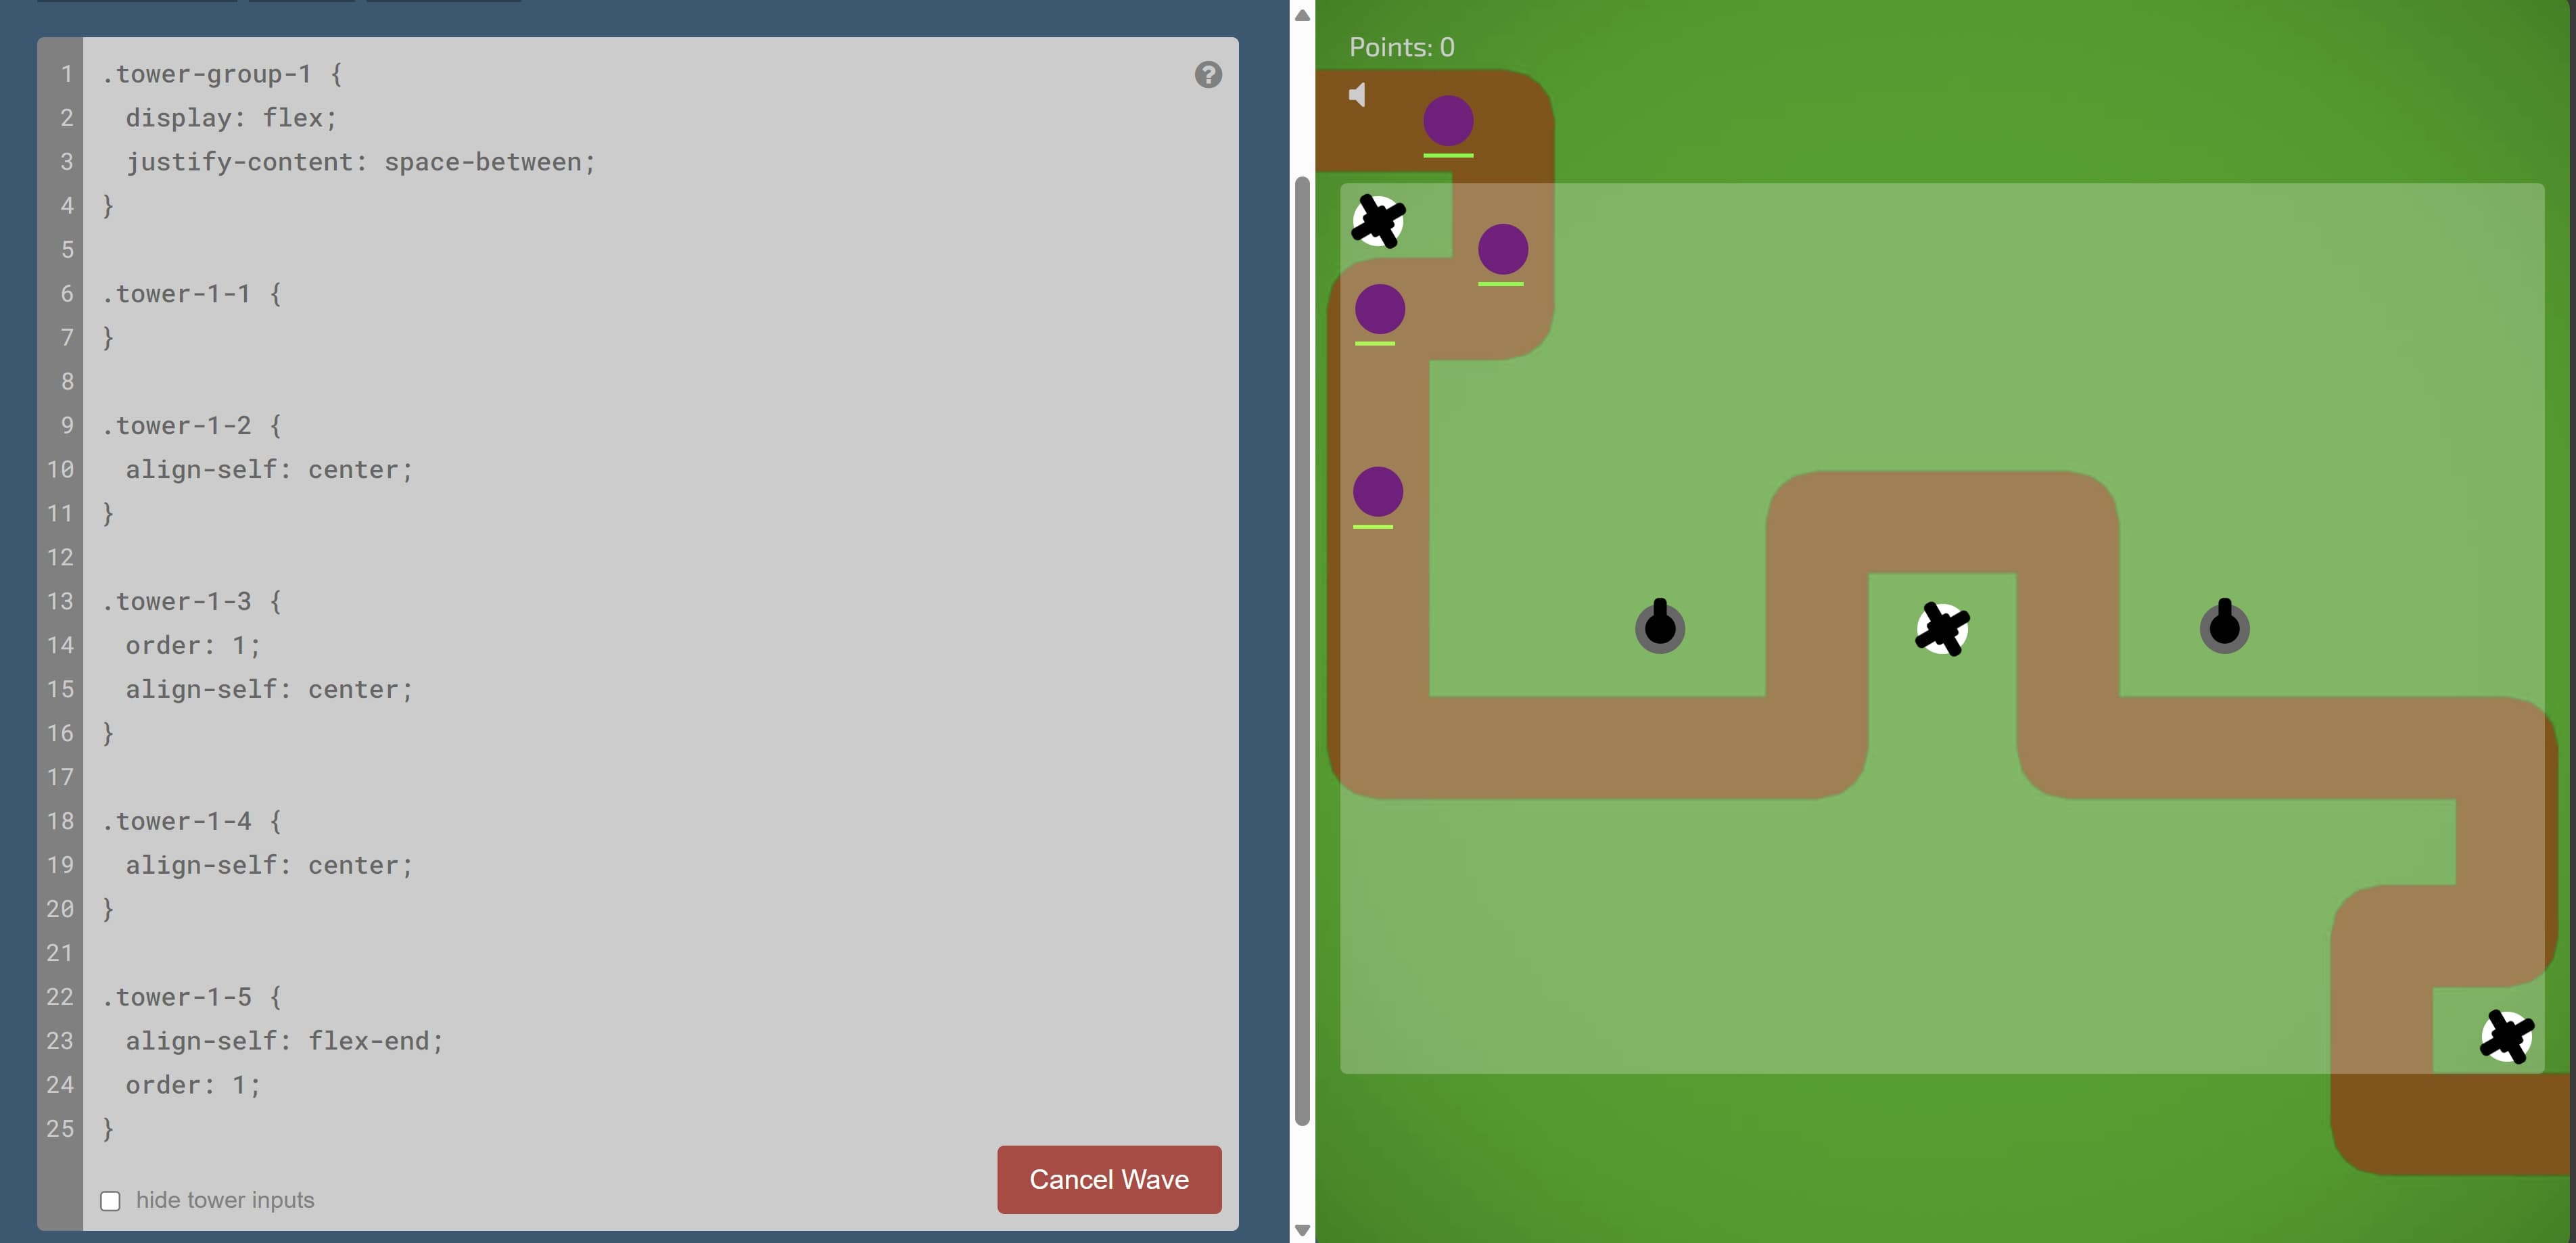 1 .tower-group-1 {
2 display: flex;
3 justify-content: space-between;
4 }
5
6 .tower-1-1 {
7 }
8
9 .tower-1-2 {
10 align-self: center;
11 }
12
13 .tower-1-3 {
14 order: 1;
15 align-self: center;
16 }
17
18 .tower-1-4 {
19 align-self: center;
20 }
21
22 .tower-1-5 {
23 align-self: flex-end;
24 order: 1;
25 }
?
hide tower inputs
Cancel Wave
Points: 0